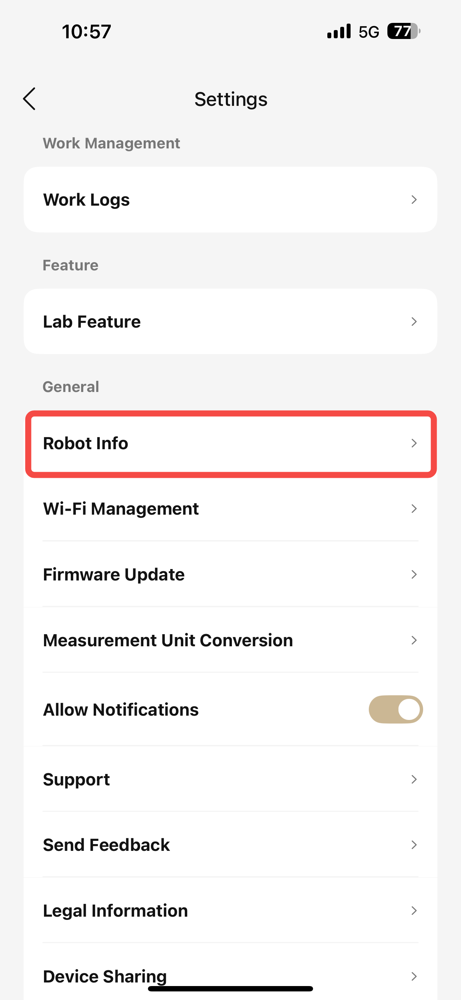 10:57
5G
77
Settings
Work Management
Work Logs
Feature
Lab Feature
General
Robot Info
Wi-Fi Management
Firmware Update
Measurement Unit Conversion
Allow Notifications
Support
Send Feedback
Legal Information
Device Sharing